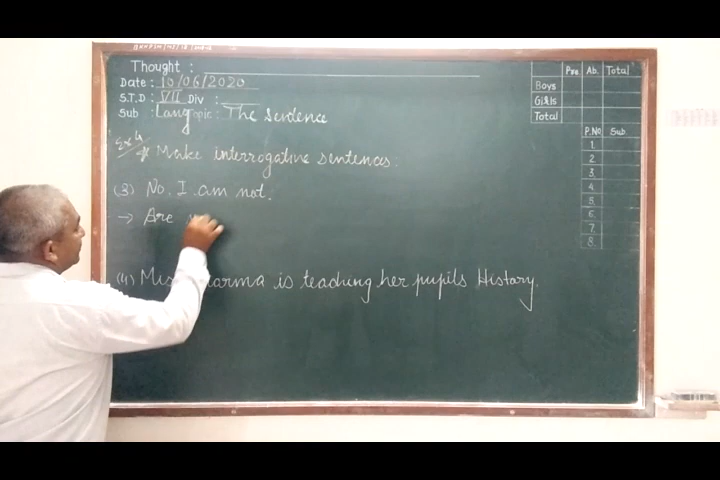 Thought :
Date : 10/06/2020
S.T.D : VII Div :
Sub : Lang Topic : The Sentence
Ex 4
* Make interrogative sentences.
(3) No. I am not.
→ Are
(4) Miss Sharma is teaching her pupils History.
Pre Ab. Total
Boys
Girls
Total
P.No Sub.
1.
2
3.
4.
5.
6.
7.
8.